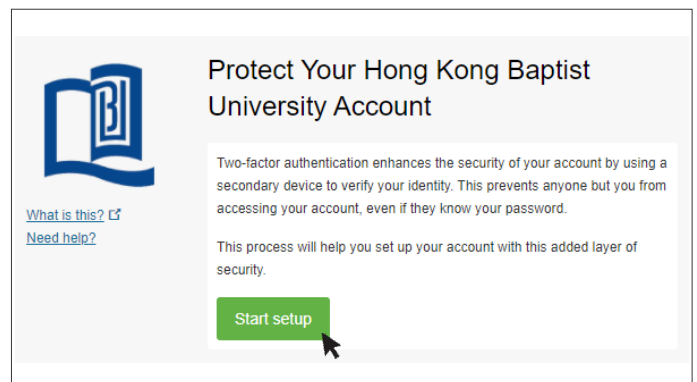 Protect Your Hong Kong Baptist
University Account
Two-factor authentication enhances the security of your account by using a
secondary device to verify your identity. This prevents anyone but you from
accessing your account, even if they know your password.
What is this?
Need help?
This process will help you set up your account with this added layer of
security.
Start setup